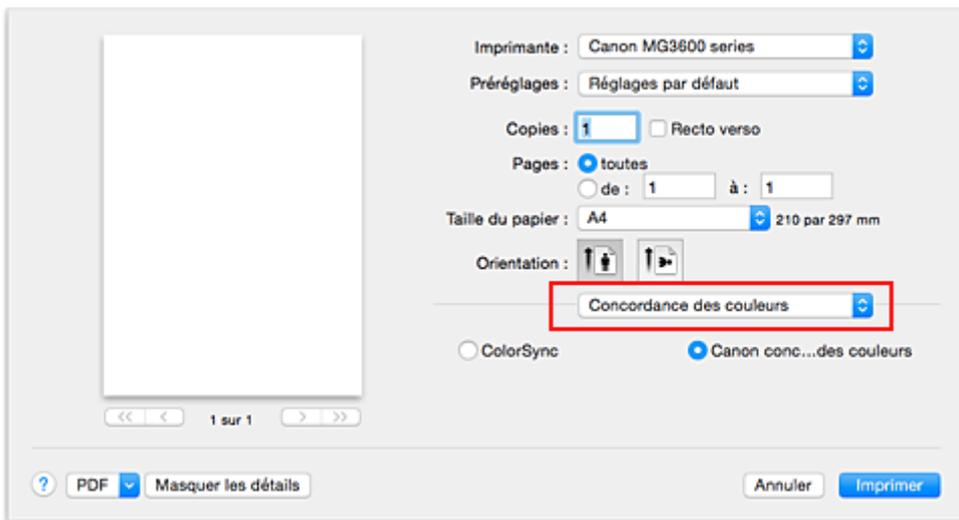 Imprimante : Canon MG3600 series
Préréglages : Réglages par défaut
Copies : 1 Recto verso
Pages : toutes
de : 1 à : 1
Taille du papier : A4 210 par 297 mm
Orientation :
Concordance des couleurs
ColorSync Canon conc...des couleurs
<< < 1 sur 1 > >>
? PDF Masquer les détails Annuler Imprimer